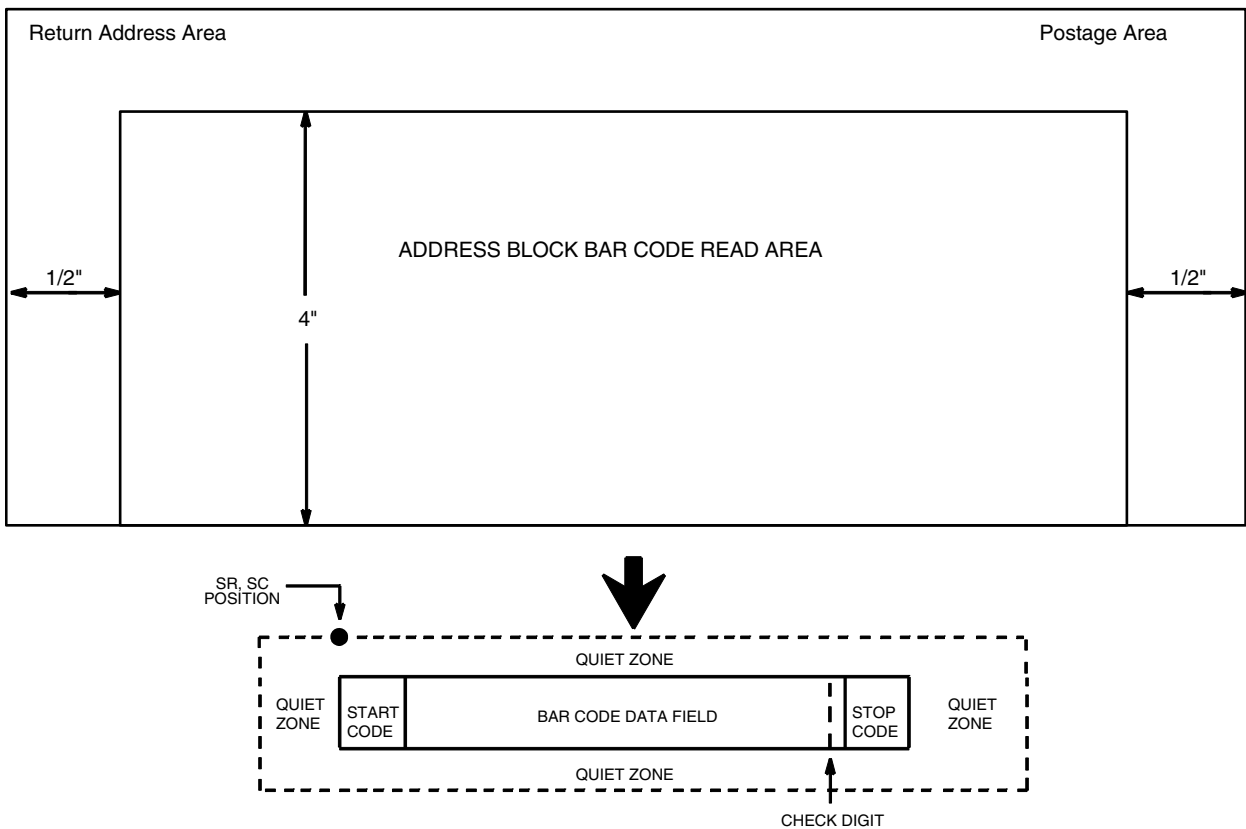 Return Address Area
Postage Area
ADDRESS BLOCK BAR CODE READ AREA
1/2"
1/2"
4"
SR, SC
POSITION
QUIET ZONE
QUIET
ZONE
START
CODE
BAR CODE DATA FIELD
STOP
CODE
QUIET
ZONE
QUIET ZONE
CHECK DIGIT